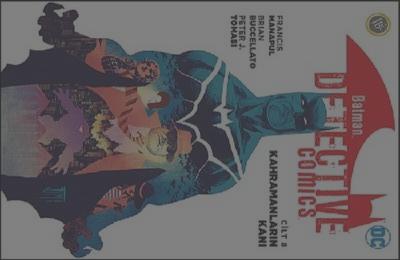 Batman
DETECTIVE
COMICS
CİLT 8
KAHRAMANLARIN
KANI
FRANCIS
MANAPUL
BRIAN
BUCCELLATO
PETER J.
TOMASI
DC